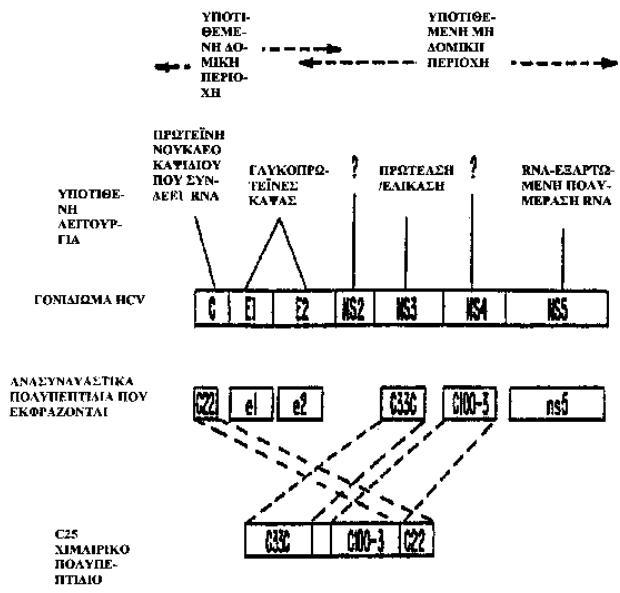 ΥΠΟΤΙ-
ΘΕΜΕ-
ΝΗ ΔΟ-
ΜΙΚΗ
ΠΕΡΙΟ-
ΧΗ
ΥΠΟΤΙΘΕ-
ΜΕΝΗ ΜΗ
ΔΟΜΙΚΗ
ΠΕΡΙΟΧΗ
ΥΠΟΤΙΘΕ-
ΝΗ
ΛΕΙΤΟΥΡ-
ΓΙΑ
ΠΡΩΤΕΪΝΗ
ΝΟΥΚΛΕΟ
ΚΑΨΙΔΙΟΥ
ΠΟΥ ΣΥΝ-
ΔΕΕΙ RNA
ΓΛΥΚΟΠΡΩ-
ΤΕΪΝΕΣ
ΚΑΨΑΣ
?
ΠΡΩΤΕΑΣΗ
/ΕΛΙΚΑΣΗ
?
RNA-ΕΞΑΡΤΩ-
ΜΕΝΗ ΠΟΛΥ-
ΜΕΡΑΣΗ RNA
ΓΟΝΙΔΙΩΜΑ HCV
C E1 E2 NS2 NS3 NS4 NS5
ΑΝΑΣΥΝΔΥΑΣΤΙΚΑ
ΠΟΛΥΠΕΠΤΙΔΙΑ ΠΟΥ
ΕΚΦΡΑΖΟΝΤΑΙ
C22 e1 e2 C33C C100-3 ns5
C25
ΧΙΜΑΙΡΙΚΟ
ΠΟΛΥΠΕ-
ΠΤΙΔΙΟ
C33C C100-3 C22